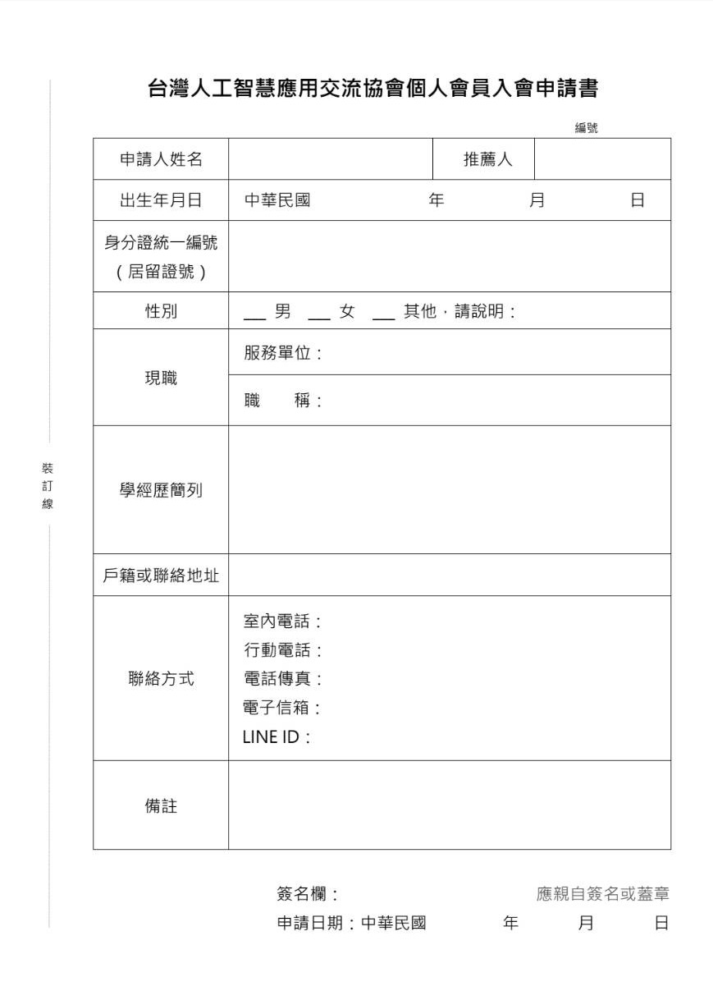 台灣人工智慧應用交流協會個人會員入會申請書
編號
申請人姓名 推薦人
出生年月日 中華民國 年 月 日
身分證統一編號
（居留證號）
性別 ___ 男 ___ 女 ___ 其他，請說明：
現職
服務單位：
職 稱：
學經歷簡列
戶籍或聯絡地址
聯絡方式
室內電話：
行動電話：
電話傳真：
電子信箱：
LINE ID：
備註
裝訂線
簽名欄： 應親自簽名或蓋章
申請日期：中華民國 年 月 日